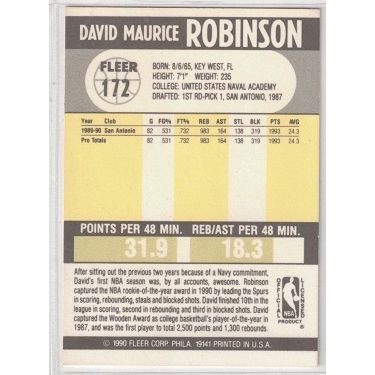 DAVID MAURICE ROBINSON
FLEER
172
BORN: 8/6/65, KEY WEST, FL
HEIGHT: 7'1" WEIGHT: 235
COLLEGE: UNITED STATES NAVAL ACADEMY
DRAFTED: 1ST RD-PICK 1, SAN ANTONIO, 1987
Year Club G FG% FT% REB AST STL BLK PTS AVG
1989-90 San Antonio 82 .531 .732 983 164 138 319 1993 24.3
Pro Totals 82 .531 .732 983 164 138 319 1993 24.3
POINTS PER 48 MIN. REB/AST PER 48 MIN.
31.9 18.3
After sitting out the previous two years because of a Navy commitment,
David's first NBA season was, by all accounts, awesome. Robinson
captured the NBA rookie-of-the-year award in 1990 by leading the Spurs
in scoring, rebounding, steals and blocked shots. David finished 10th in
the league in scoring, second in rebounding and third in blocked shots.
David captured the Wooden Award as college basketball's player-of-the-year in
1987, and was the first player to total 2,500 points and 1,300 rebounds.
OFFICIAL
NBA
LICENSED
PRODUCT
© 1990 FLEER CORP. PHILA. 19141 PRINTED IN U.S.A.